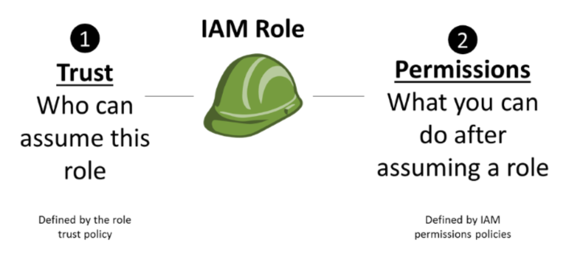 IAM Role
1
Trust
Who can
assume this
role
Defined by the role
trust policy
2
Permissions
What you can
do after
assuming a role
Defined by IAM
permissions policies